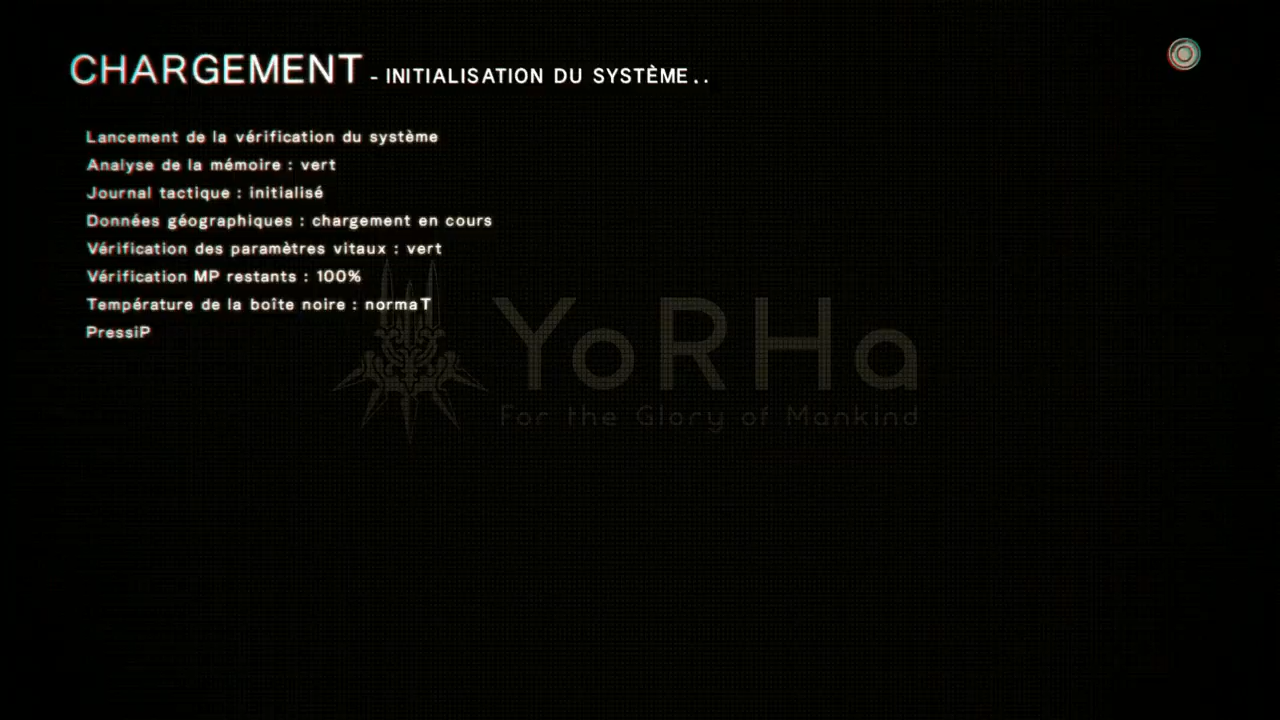 CHARGEMENT - INITIALISATION DU SYSTÈME..
Lancement de la vérification du système
Analyse de la mémoire : vert
Journal tactique : initialisé
Données géographiques : chargement en cours
Vérification des paramètres vitaux : vert
Vérification MP restants : 100%
Température de la boîte noire : normaT
PressiP
YoRHa
For the Glory of Mankind